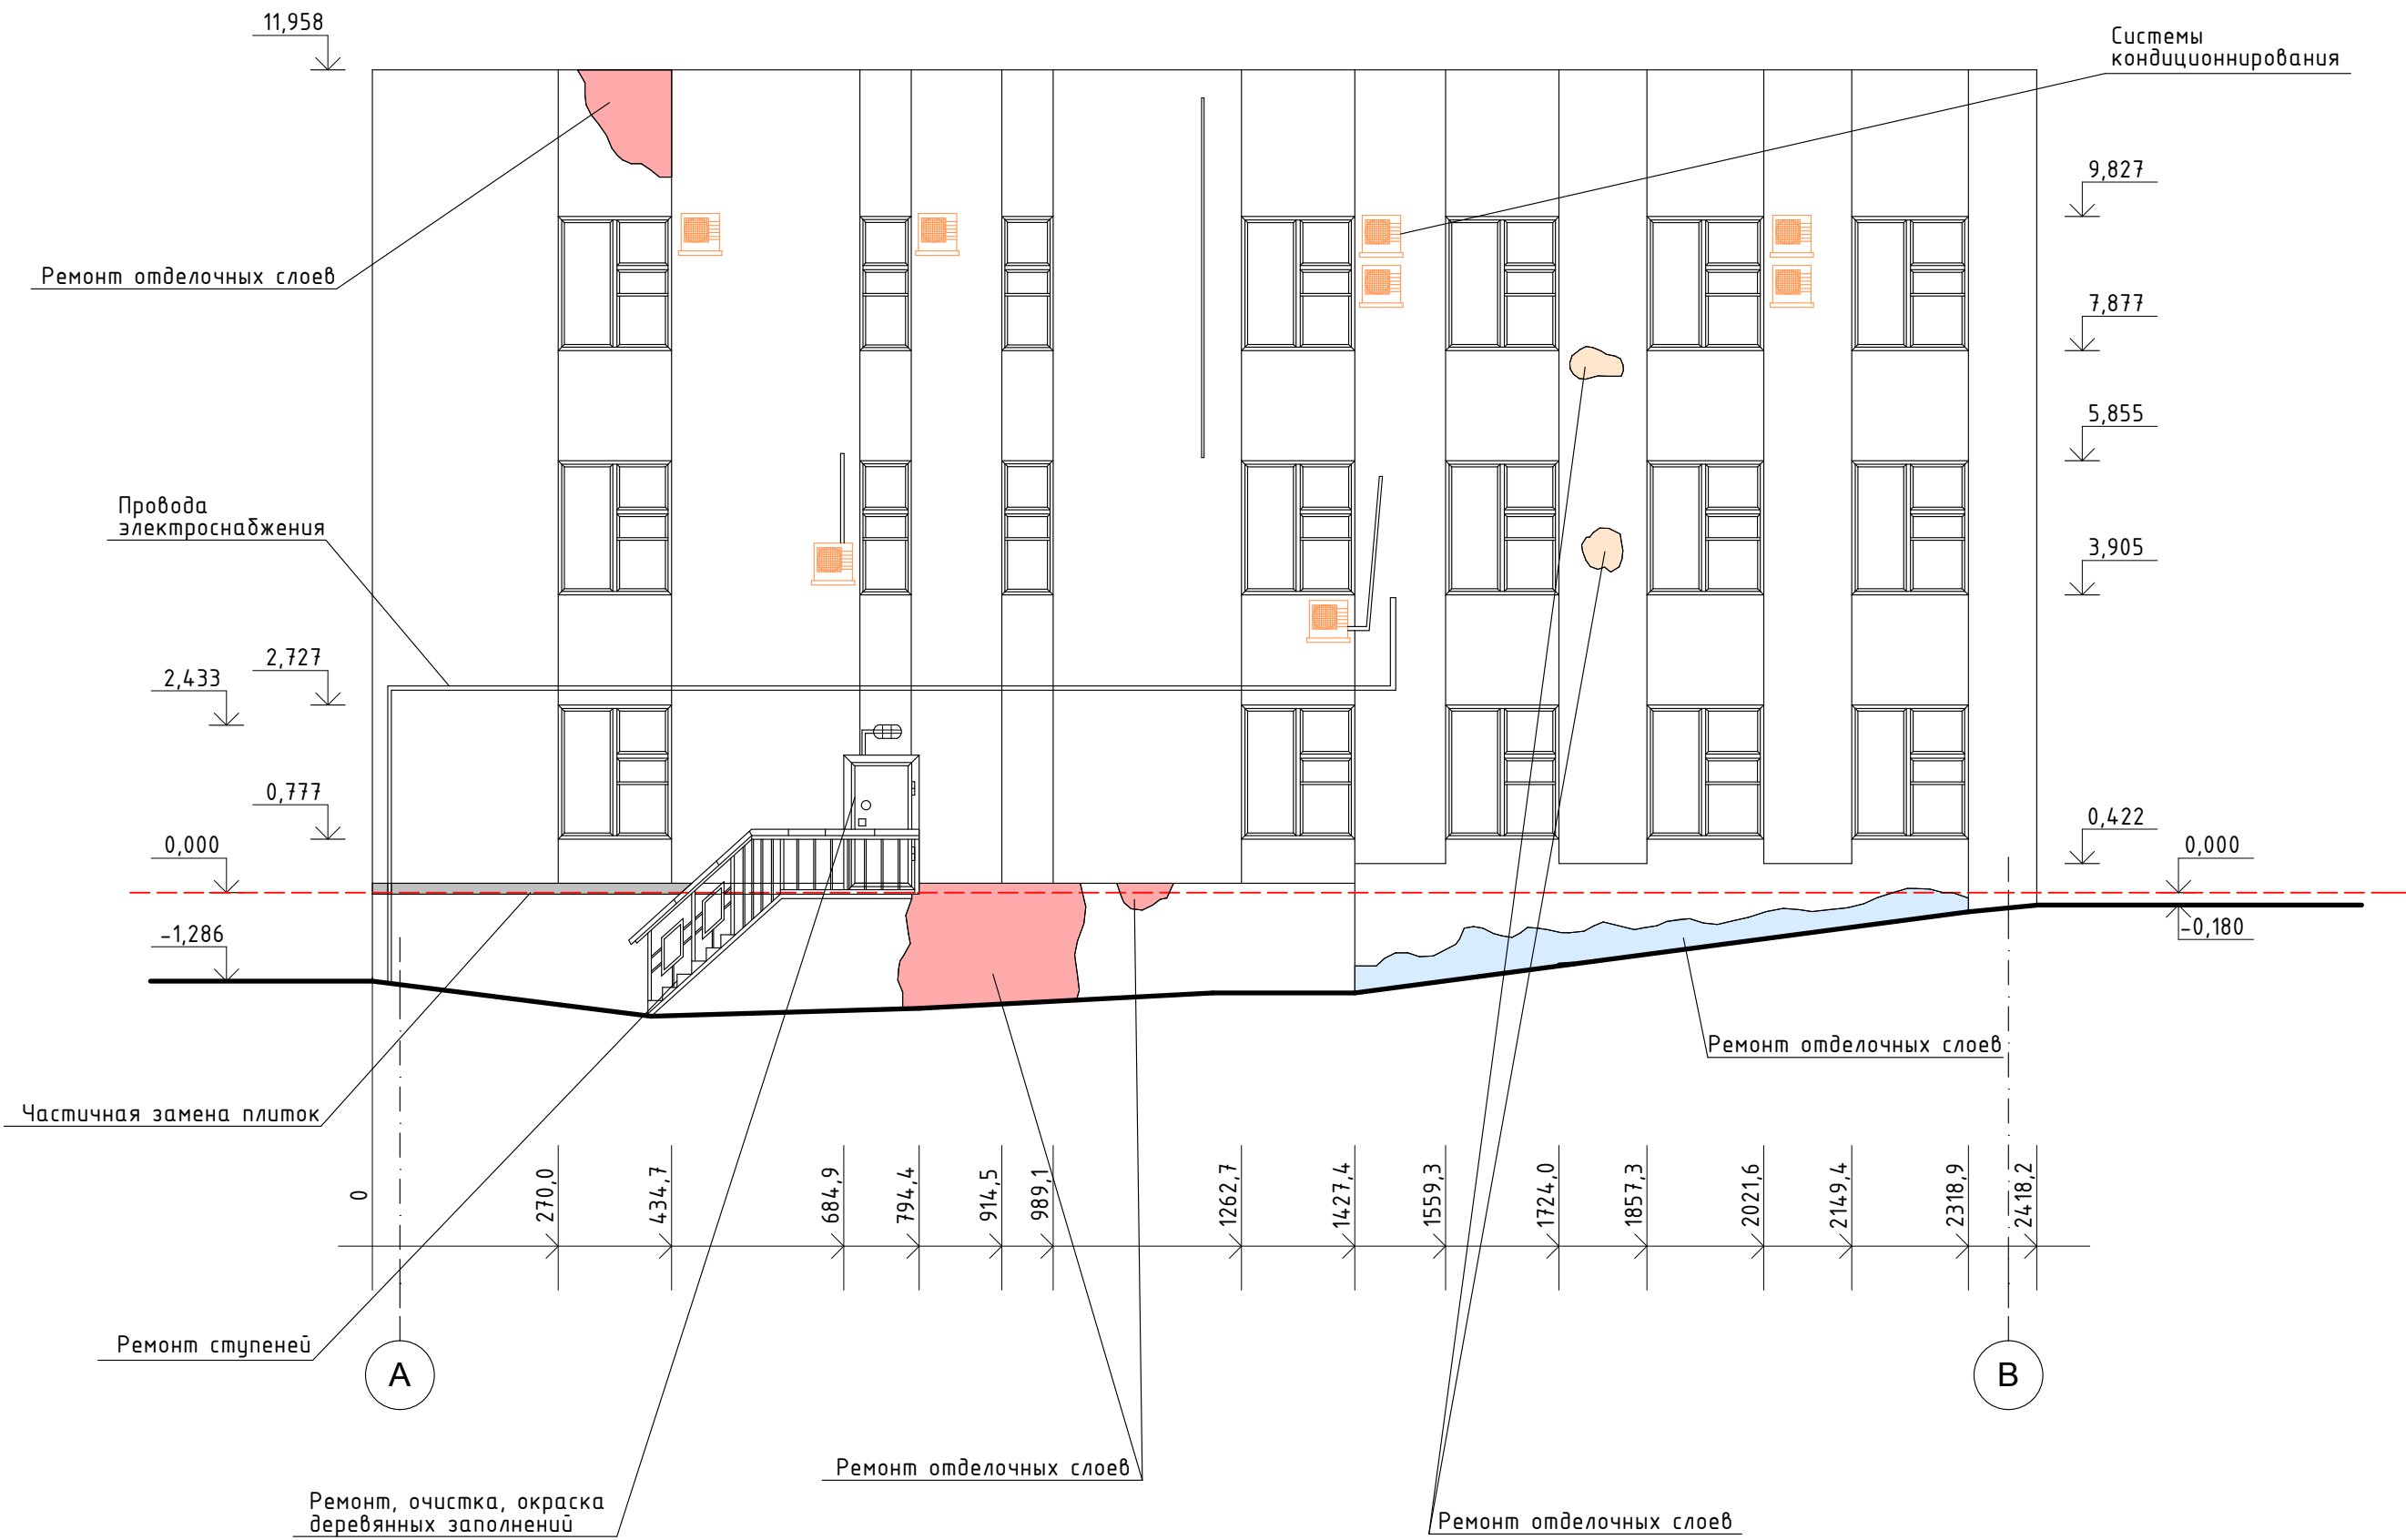 11,958
Системы
кондиционнирования
9,827
Ремонт отделочных слоев
7,877
5,855
Провода
электроснабжения
3,905
2,727
2,433
0,777
0,422
0,000
0,000
-1,286
-0,180
Ремонт отделочных слоев
Частичная замена плиток
0
270,0
434,7
684,9
794,4
914,5
989,1
1262,7
1427,4
1559,3
1724,0
1857,3
2021,6
2149,4
2318,9
2418,2
Ремонт ступеней
А
В
Ремонт отделочных слоев
Ремонт, очистка, окраска
деревянных заполнений
Ремонт отделочных слоев